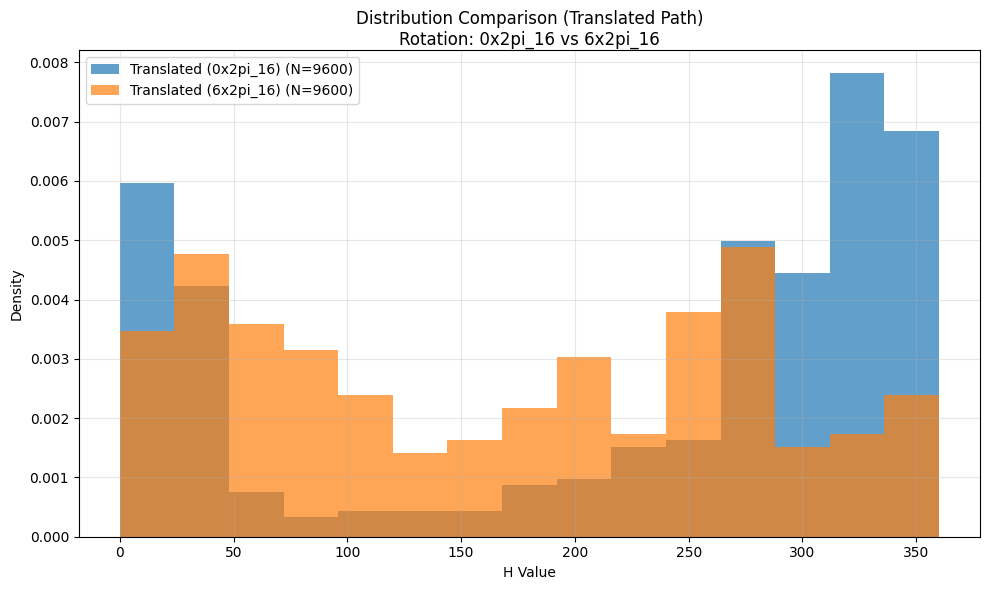 Distribution Comparison (Translated Path)
Rotation: 0x2pi_16 vs 6x2pi_16
Translated (0x2pi_16) (N=9600)
Translated (6x2pi_16) (N=9600)
Density
0.008
0.007
0.006
0.005
0.004
0.003
0.002
0.001
0.000
0 50 100 150 200 250 300 350
H Value